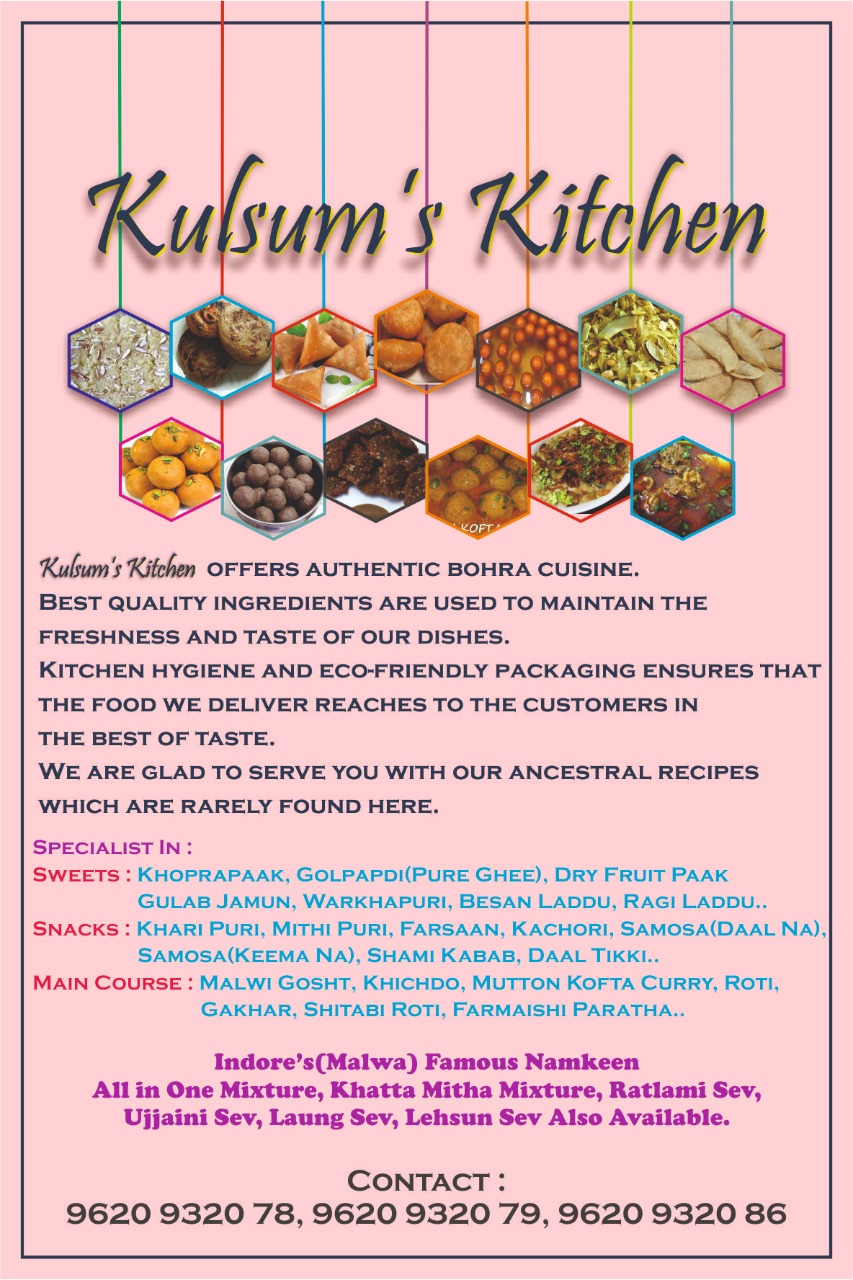 Kulsum's Kitchen
KOFTA
Kulsum's Kitchen OFFERS AUTHENTIC BOHRA CUISINE.
BEST QUALITY INGREDIENTS ARE USED TO MAINTAIN THE
FRESHNESS AND TASTE OF OUR DISHES.
KITCHEN HYGIENE AND ECO-FRIENDLY PACKAGING ENSURES THAT
THE FOOD WE DELIVER REACHES TO THE CUSTOMERS IN
THE BEST OF TASTE.
WE ARE GLAD TO SERVE YOU WITH OUR ANCESTRAL RECIPES
WHICH ARE RARELY FOUND HERE.
SPECIALIST IN :
SWEETS : KHOPRAPAAK, GOLPAPDI(PURE GHEE), DRY FRUIT PAAK
GULAB JAMUN, WARKHAPURI, BESAN LADDU, RAGI LADDU..
SNACKS : KHARI PURI, MITHI PURI, FARSAAN, KACHORI, SAMOSA(DAAL NA),
SAMOSA(KEEMA NA), SHAMI KABAB, DAAL TIKKI..
MAIN COURSE : MALWI GOSHT, KHICHDO, MUTTON KOFTA CURRY, ROTI,
GAKHAR, SHITABI ROTI, FARMAISHI PARATHA..
Indore's(Malwa) Famous Namkeen
All in One Mixture, Khatta Mitha Mixture, Ratlami Sev,
Ujjaini Sev, Laung Sev, Lehsun Sev Also Available.
CONTACT :
9620 9320 78, 9620 9320 79, 9620 9320 86